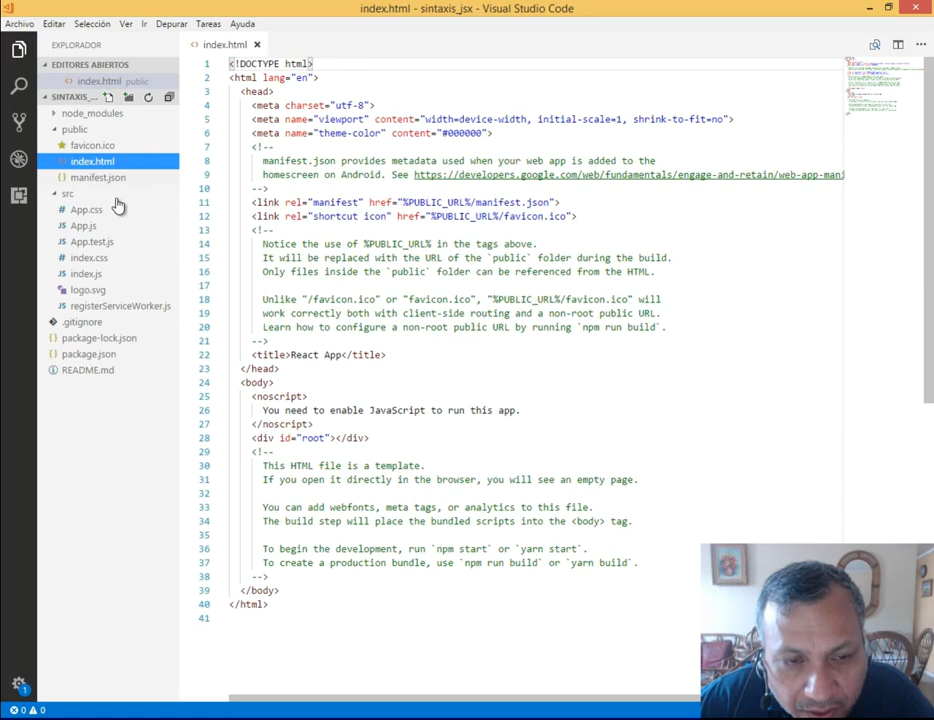 index.html - sintaxis_jsx - Visual Studio Code
Archivo Editar Selección Ver Ir Depurar Tareas Ayuda
EXPLORADOR
EDITORES ABIERTOS
index.html public
SINTAXIS_...
node_modules
public
favicon.ico
index.html
manifest.json
src
App.css
App.js
App.test.js
index.css
index.js
logo.svg
registerServiceWorker.js
.gitignore
package-lock.json
package.json
README.md
1
0 0
index.html
1 <!DOCTYPE html>
2 <html lang="en">
3 <head>
4 <meta charset="utf-8">
5 <meta name="viewport" content="width=device-width, initial-scale=1, shrink-to-fit=no">
6 <meta name="theme-color" content="#000000">
7 <!--
8 manifest.json provides metadata used when your web app is added to the
9 homescreen on Android. See https://developers.google.com/web/fundamentals/engage-and-retain/web-app-mani
10 -->
11 <link rel="manifest" href="%PUBLIC_URL%/manifest.json">
12 <link rel="shortcut icon" href="%PUBLIC_URL%/favicon.ico">
13 <!--
14 Notice the use of %PUBLIC_URL% in the tags above.
15 It will be replaced with the URL of the `public` folder during the build.
16 Only files inside the `public` folder can be referenced from the HTML.
17
18 Unlike "/favicon.ico" or "favicon.ico", "%PUBLIC_URL%/favicon.ico" will
19 work correctly both with client-side routing and a non-root public URL.
20 Learn how to configure a non-root public URL by running `npm run build`.
21 -->
22 <title>React App</title>
23 </head>
24 <body>
25 <noscript>
26 You need to enable JavaScript to run this app.
27 </noscript>
28 <div id="root"></div>
29 <!--
30 This HTML file is a template.
31 If you open it directly in the browser, you will see an empty page.
32
33 You can add webfonts, meta tags, or analytics to this file.
34 The build step will place the bundled scripts into the <body> tag.
35
36 To begin the development, run `npm start` or `yarn start`.
37 To create a production bundle, use `npm run build` or `yarn build`.
38 -->
39 </body>
40 </html>
41